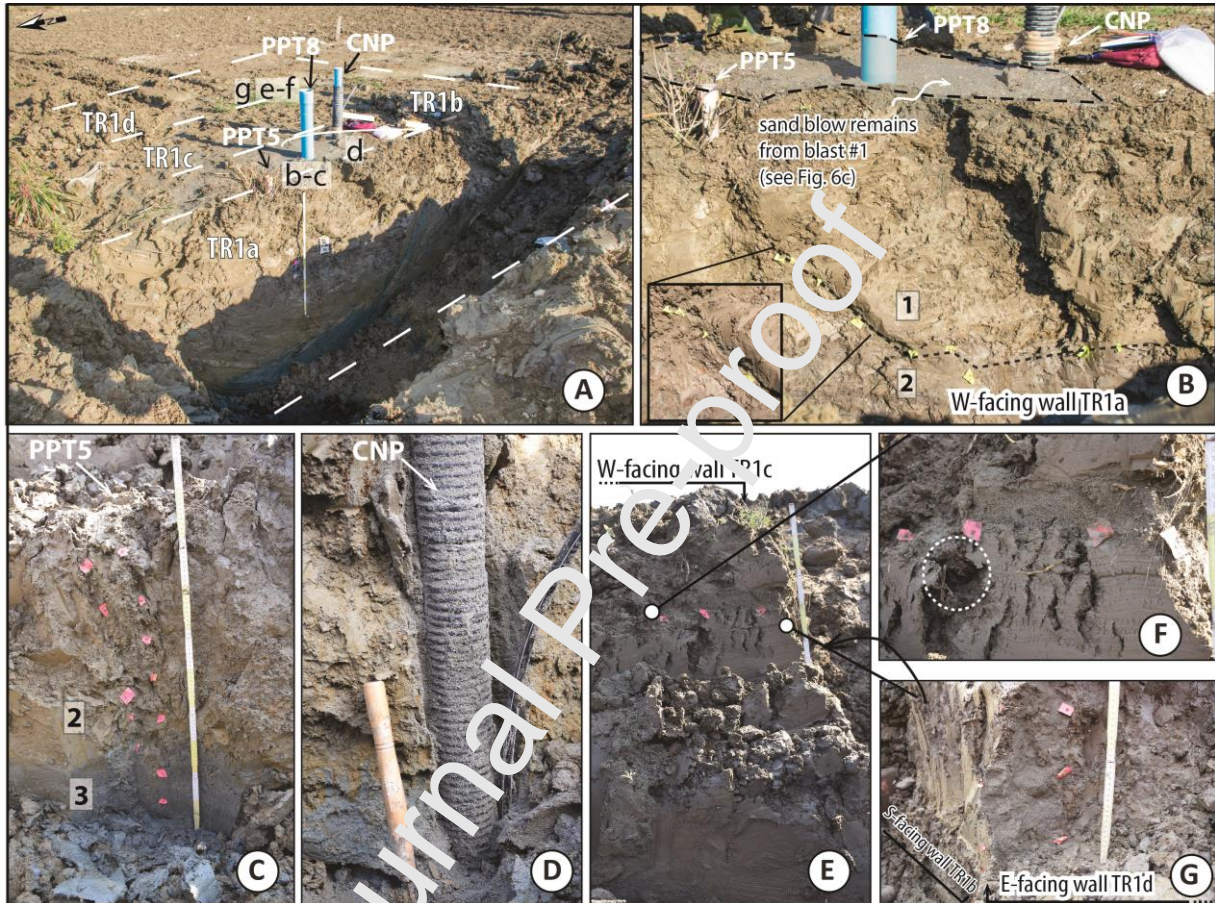 PPT8
CNP
g e-f
TR1b
TR1d
PPT5
d
TR1c
b-c
TR1a
A
PPT8
CNP
PPT5
sand blow remains
from blast #1
(see Fig. 6c)
1
2
W-facing wall TR1a
B
PPT5
2
3
C
CNP
D
W-facing wall TR1c
E
F
S-facing wall TR1b
E-facing wall TR1d
G
Journal Pre-proof